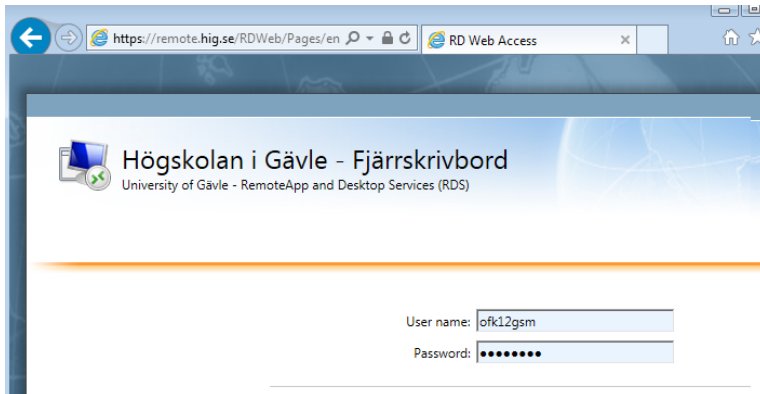 https://remote.hig.se/RDWeb/Pages/en
RD Web Access
Högskolan i Gävle - Fjärrskrivbord
University of Gävle - RemoteApp and Desktop Services (RDS)
User name: ofk12gsm
Password: ••••••••